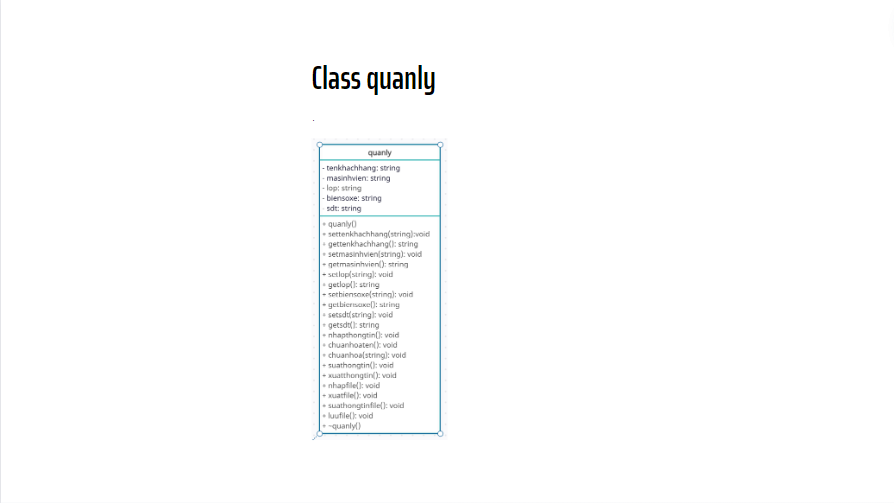 Class quanly
.
quanly
- tenkhachhang: string
- masinhvien: string
- lop: string
- biensoxe: string
- sdt: string
+ quanly()
+ settenkhachhang(string):void
+ gettenkhachhang(): string
+ setmasinhvien(string): void
+ getmasinhvien(): string
+ setlop(string): void
+ getlop(): string
+ setbiensoxe(string): void
+ getbiensoxe(): string
+ setsdt(string): void
+ getsdt(): string
+ nhapthongtin(): void
+ chuanhoaten(): void
+ chuanhoa(string): void
+ suathongtin(): void
+ xuatthongtin(): void
+ nhapfile(): void
+ xuatfile(): void
+ suathongtinfile(): void
+ luufile(): void
+ ~quanly()